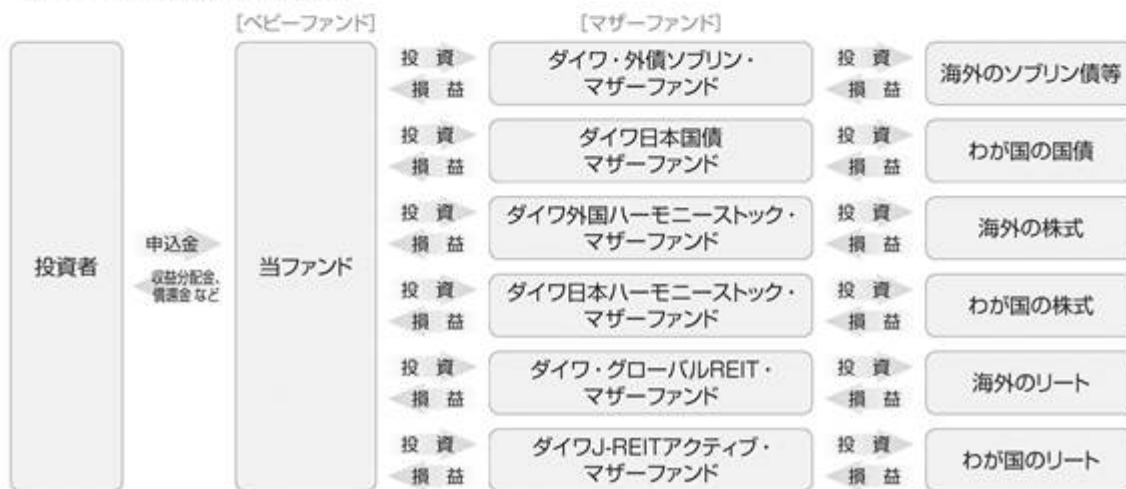 [ベビーファンド]
[マザーファンド]
投資者
申込金
収益分配金、
償還金 など
当ファンド
投 資
損 益
ダイワ・外債ソブリン・
マザーファンド
投 資
損 益
海外のソブリン債等
投 資
損 益
ダイワ日本国債
マザーファンド
投 資
損 益
わが国の国債
投 資
損 益
ダイワ外国ハーモニーストック・
マザーファンド
投 資
損 益
海外の株式
投 資
損 益
ダイワ日本ハーモニーストック・
マザーファンド
投 資
損 益
わが国の株式
投 資
損 益
ダイワ・グローバルREIT・
マザーファンド
投 資
損 益
海外のリート
投 資
損 益
ダイワJ-REITアクティブ・
マザーファンド
投 資
損 益
わが国のリート